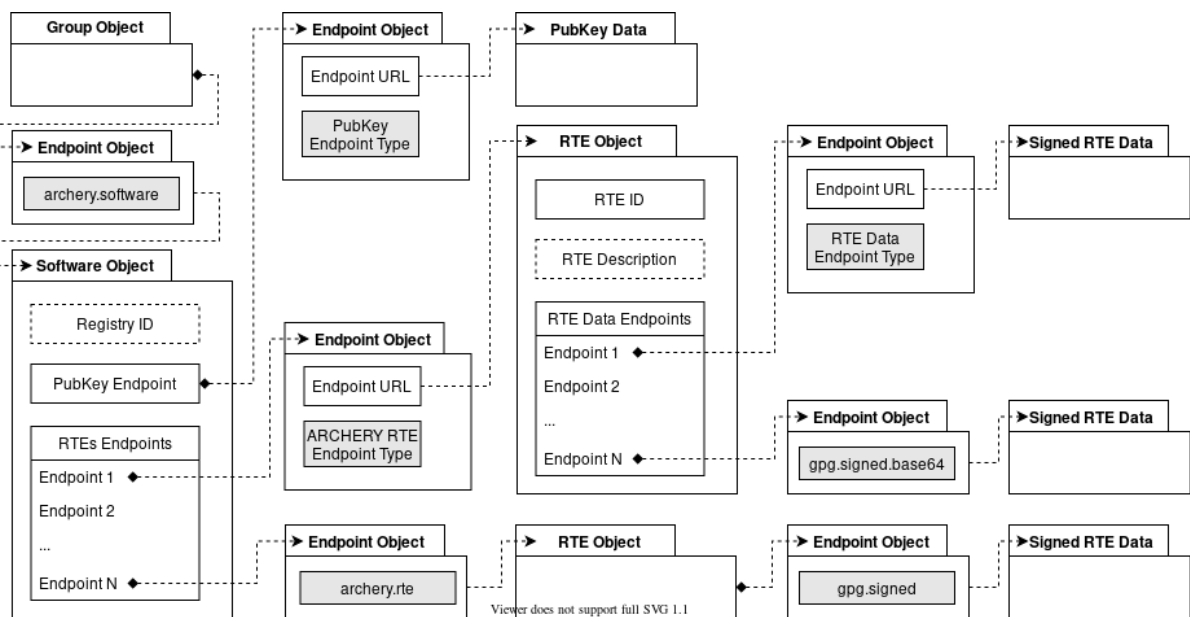 Group Object
Endpoint Object
archery.software
Software Object
Registry ID
PubKey Endpoint
RTEs Endpoints
Endpoint 1
Endpoint 2
...
Endpoint N
Endpoint Object
Endpoint URL
PubKey
Endpoint Type
PubKey Data
Endpoint Object
Endpoint URL
ARCHERY RTE
Endpoint Type
Endpoint Object
archery.rte
RTE Object
RTE ID
RTE Description
RTE Data Endpoints
Endpoint 1
Endpoint 2
...
Endpoint N
RTE Object
Endpoint Object
Endpoint URL
RTE Data
Endpoint Type
Signed RTE Data
Endpoint Object
gpg.signed.base64
Signed RTE Data
Endpoint Object
gpg.signed
Signed RTE Data
Viewer does not support full SVG 1.1